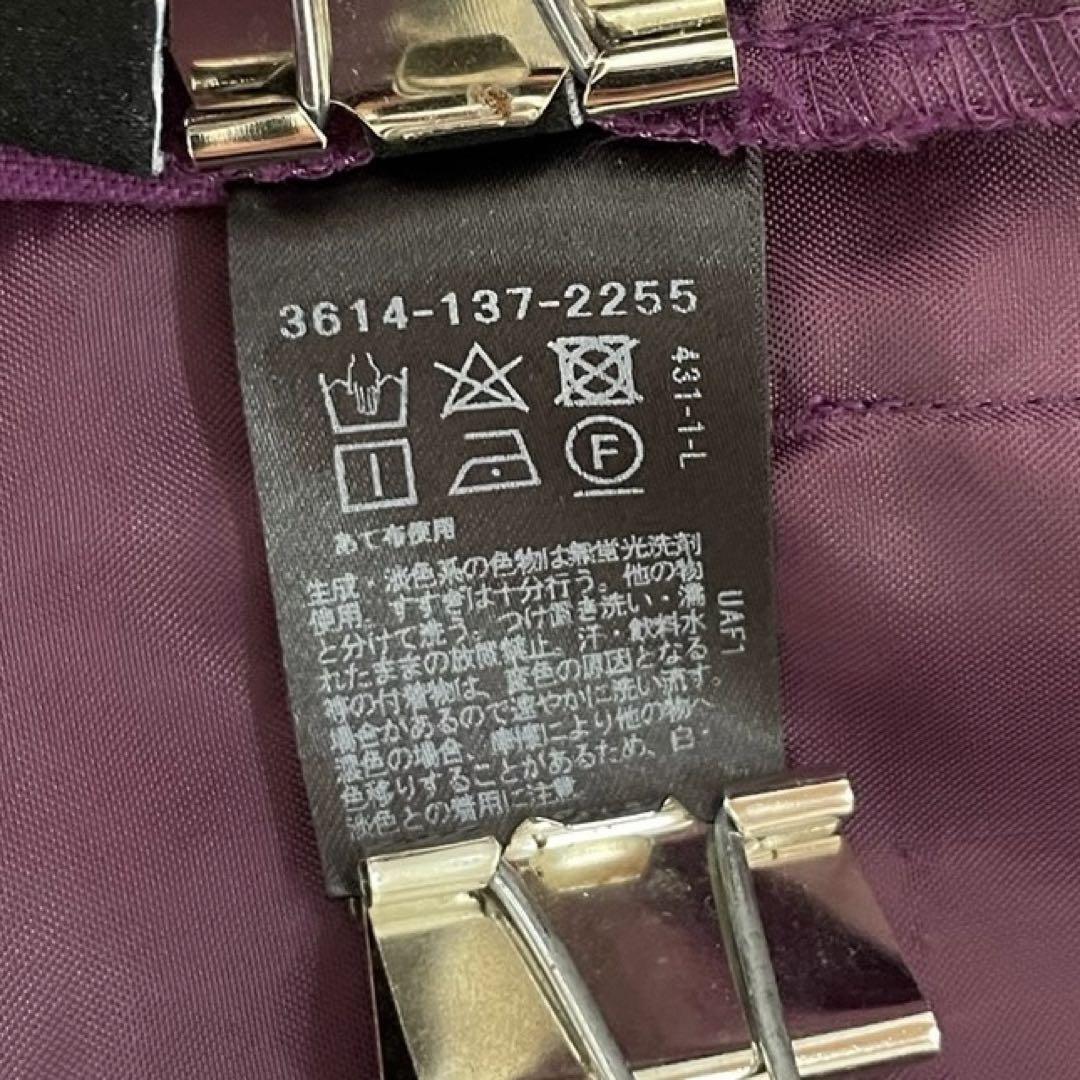 3614-137-2255
431-1-L
F
あて布使用
生成・淡色系の色物は無蛍光洗剤
使用。すすぎは十分行う。他の物
と分けて洗う。つけ置き洗い・濡
れたままの放置禁止。汗・飲料水
等の付着物は、変色の原因となる
場合があるので速やかに洗い流す。
濃色の場合、摩擦により他の物へ
色移りすることがあるため、白・
淡色との着用に注意
UAF1